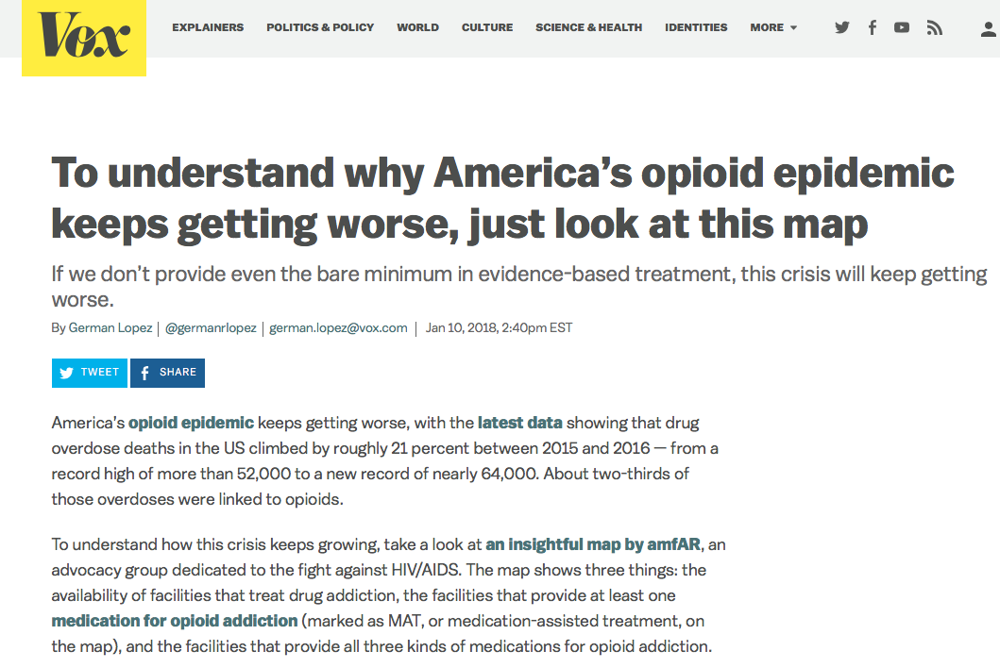 Vox
EXPLAINERS POLITICS & POLICY WORLD CULTURE SCIENCE & HEALTH IDENTITIES MORE
To understand why America’s opioid epidemic
keeps getting worse, just look at this map
If we don’t provide even the bare minimum in evidence-based treatment, this crisis will keep getting
worse.
By German Lopez | @germanrlopez | german.lopez@vox.com | Jan 10, 2018, 2:40pm EST
TWEET SHARE
America’s opioid epidemic keeps getting worse, with the latest data showing that drug
overdose deaths in the US climbed by roughly 21 percent between 2015 and 2016 — from a
record high of more than 52,000 to a new record of nearly 64,000. About two-thirds of
those overdoses were linked to opioids.
To understand how this crisis keeps growing, take a look at an insightful map by amfAR, an
advocacy group dedicated to the fight against HIV/AIDS. The map shows three things: the
availability of facilities that treat drug addiction, the facilities that provide at least one
medication for opioid addiction (marked as MAT, or medication-assisted treatment, on
the map), and the facilities that provide all three kinds of medications for opioid addiction.